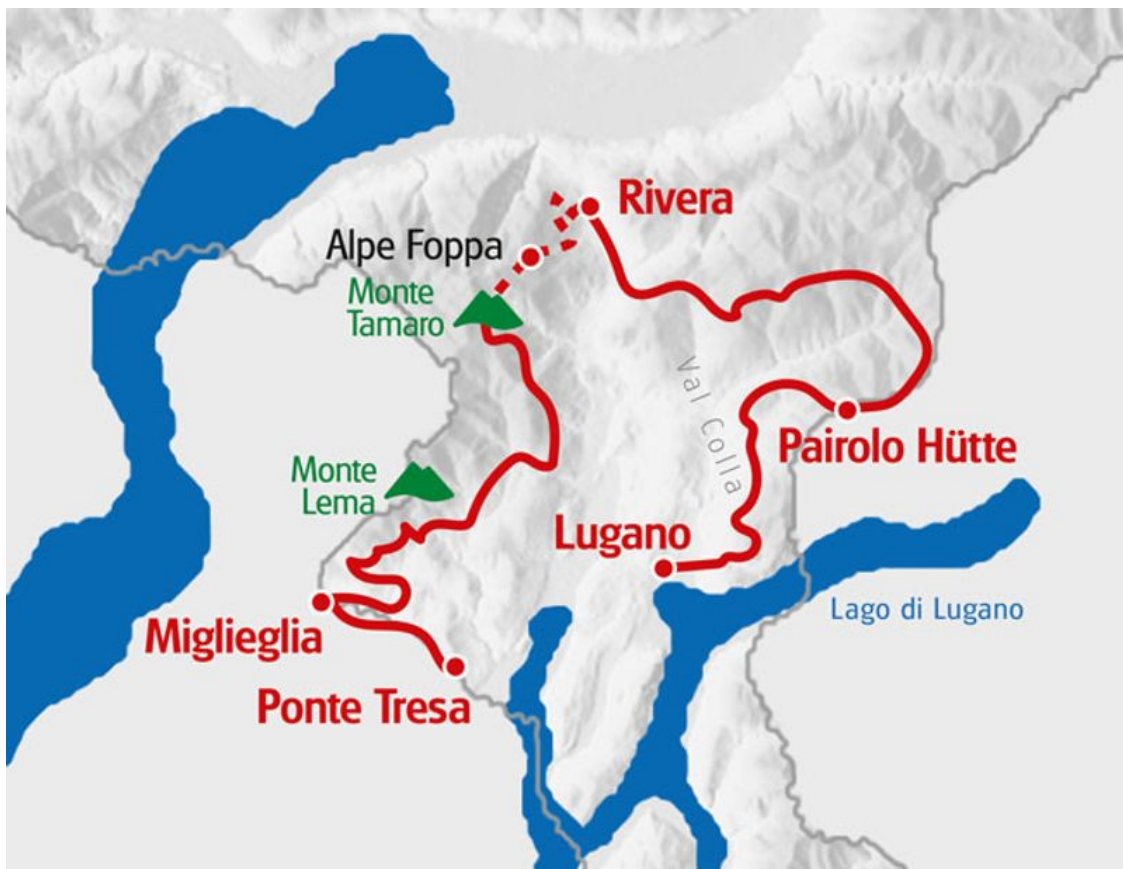 Rivera
Alpe Foppa
Monte
Tamaro
Val Colla
Pairolo Hütte
Monte
Lema
Lugano
Lago di Lugano
Miglieglia
Ponte Tresa